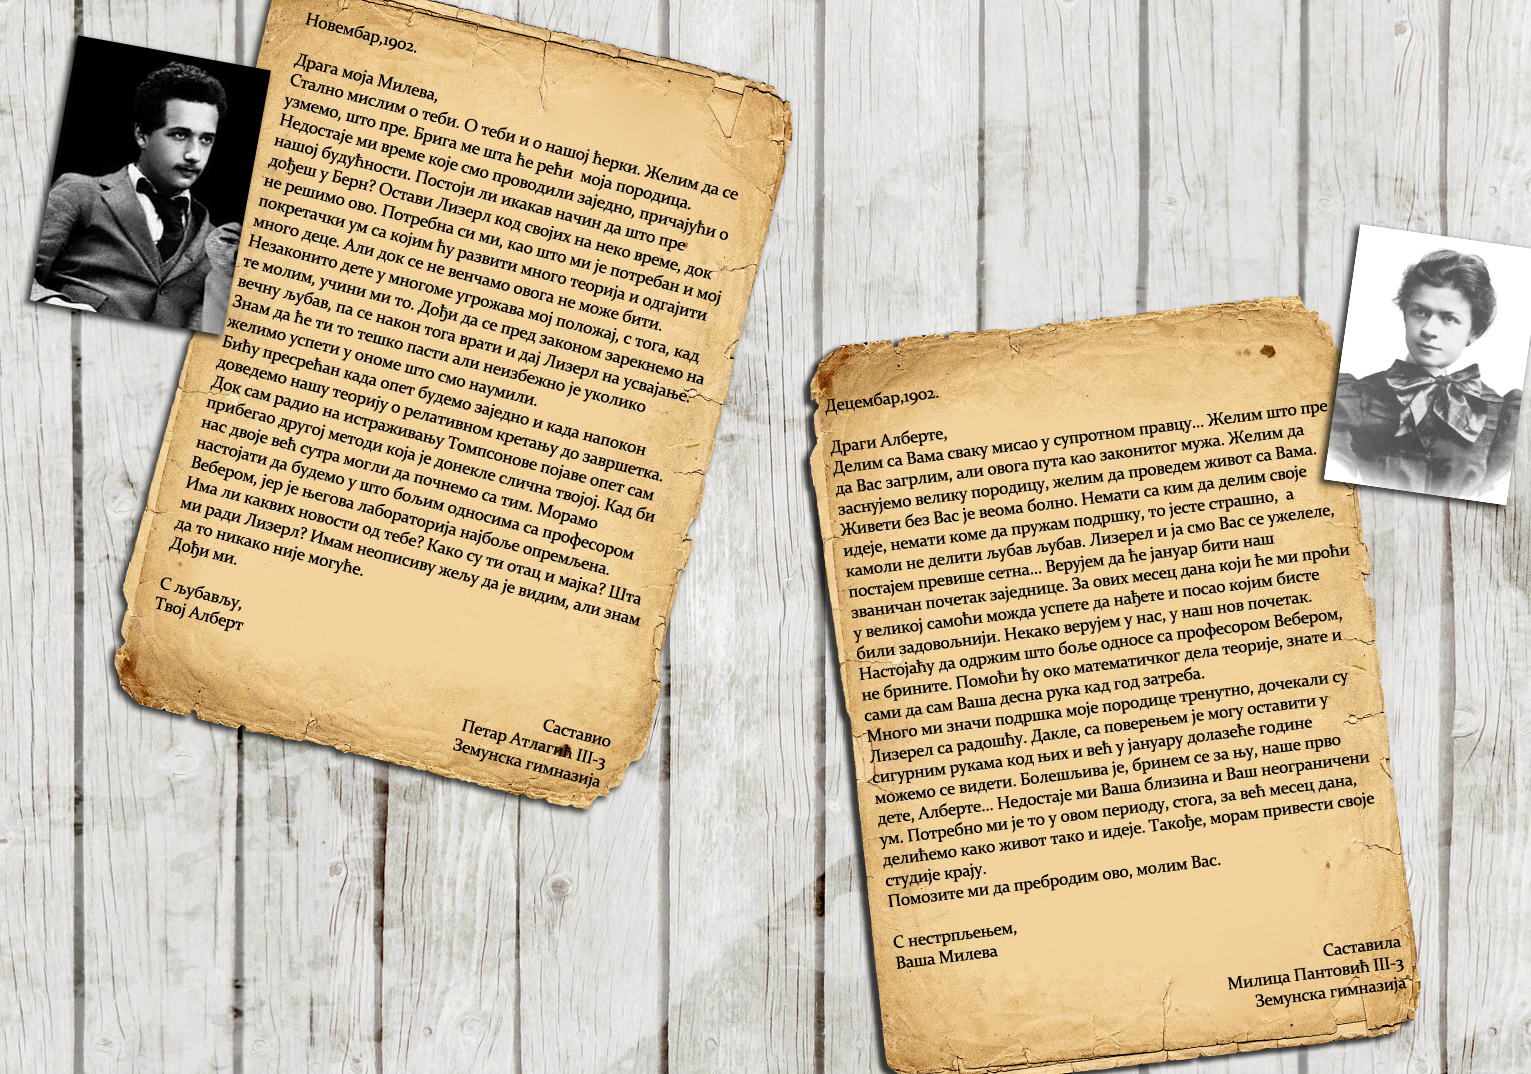 Новембар,1902.
Драга моја Милева,
Стално мислим о теби. О теби и о нашој ћерки. Желим да се
узмемо, што пре. Брига ме шта ће рећи моја породица.
Недостаје ми време које смо проводили заједно, причајући о
нашој будућности. Постоји ли икакав начин да што пре
дођеш у Берн? Остави Лизерл код својих на неко време, док
не решимо ово. Потребна си ми, као што ми је потребан и мој
покретачки ум са којим ћу развити много теорија и одгајити
много деце. Али док се не венчамо овога не може бити.
Незаконито дете у многоме угрожава мој положај, с тога, кад
те молим, учини ми то. Дођи да се пред законом зарекнемо на
вечну љубав, па се након тога врати и дај Лизерл на усвајање.
Знам да ће ти то тешко пасти али неизбежно је уколико
желимо успети у ономе што смо наумили.
Бићу пресрећан када опет будемо заједно и када напокон
доведемо нашу теорију о релативном кретању до завршетка.
Док сам радио на истраживању Томпсонове појаве опет сам
прибегао другој методи која је донекле слична твојој. Кад би
нас двоје већ сутра могли да почнемо са тим. Морамо
настојати да будемо у што бољим односима са професором
Вебером, јер је његова лабораторија најбоље опремљена.
Има ли каквих новости од тебе? Како су ти отац и мајка? Шта
ми ради Лизерл? Имам неописиву жељу да је видим, али знам
да то никако није могуће.
Дођи ми.
С љубављу,
Твој Алберт
Саставио
Петар Атлагић III-3
Земунска гимназија
Децембар,1902.
Драги Алберте,
Делим са Вама сваку мисао у супротном правцу... Желим што пре
да Вас загрлим, али овога пута као законитог мужа. Желим да
заснујемо велику породицу, желим да проведем живот са Вама.
Живети без Вас је веома болно. Немати са ким да делим своје
идеје, немати коме да пружам подршку, то јесте страшно, а
камоли не делити љубав љубав. Лизерел и ја смо Вас се ужелеле,
постајем превише сетна... Верујем да ће јануар бити наш
званичан почетак заједнице. За ових месец дана који ће ми проћи
у великој самоћи можда успете да нађете и посао којим бисте
били задовољнији. Некако верујем у нас, у наш нов почетак.
Настојаћу да одржим што боље односе са професором Вебером,
не брините. Помоћи ћу око математичког дела теорије, знате и
сами да сам Ваша десна рука кад год затреба.
Много ми значи подршка моје породице тренутно, дочекали су
Лизерел са радошћу. Дакле, са поверењем је могу оставити у
сигурним рукама код њих и већ у јануару долазеће године
можемо се видети. Болешљива је, бринем се за њу, наше прво
дете, Алберте... Недостаје ми Ваша близина и Ваш неограничени
ум. Потребно ми је то у овом периоду, стога, за већ месец дана,
делићемо како живот тако и идеје. Такође, морам привести своје
студије крају.
Помозите ми да пребродим ово, молим Вас.
С нестрпљењем,
Ваша Милева
Саставила
Милица Пантовић III-3
Земунска гимназија